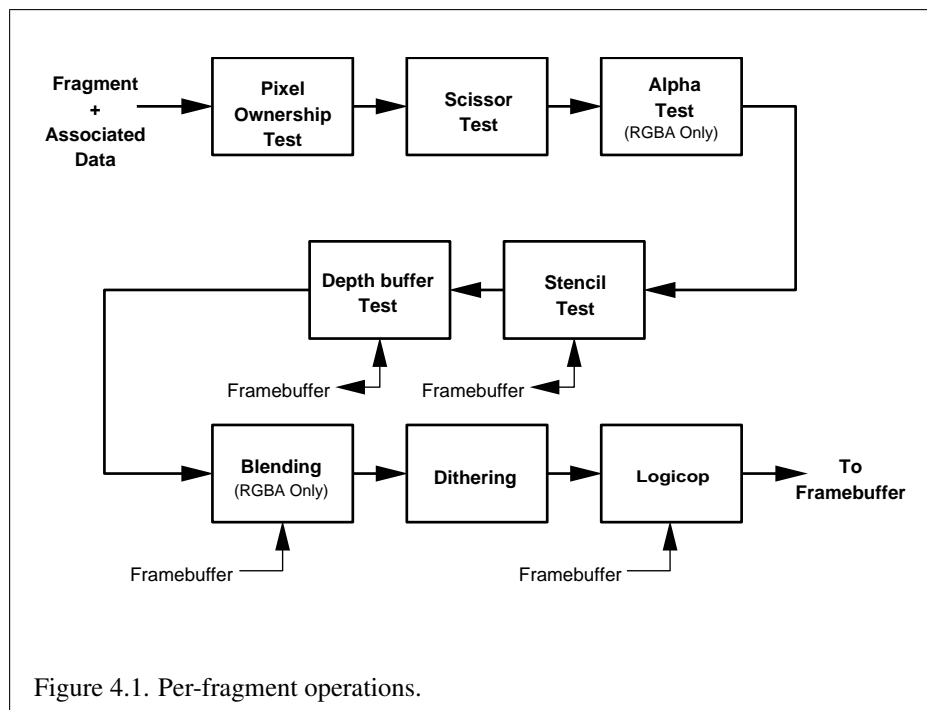 Fragment
+
Associated
Data
Pixel
Ownership
Test
Scissor
Test
Alpha
Test
(RGBA Only)
Depth buffer
Test
Stencil
Test
Framebuffer
Framebuffer
Blending
(RGBA Only)
Dithering
Logicop
To
Framebuffer
Framebuffer
Framebuffer
Figure 4.1. Per-fragment operations.